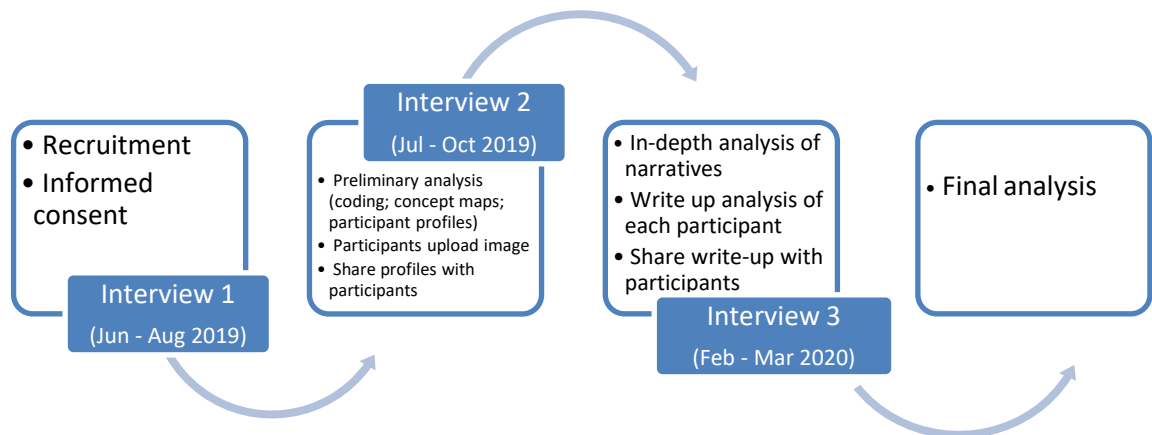 • Recruitment
• Informed
consent
Interview 1
(Jun - Aug 2019)
Interview 2
(Jul - Oct 2019)
• Preliminary analysis
(coding; concept maps;
participant profiles)
• Participants upload image
• Share profiles with
participants
• In-depth analysis of
narratives
• Write up analysis of
each participant
• Share write-up with
participants
Interview 3
(Feb - Mar 2020)
• Final analysis